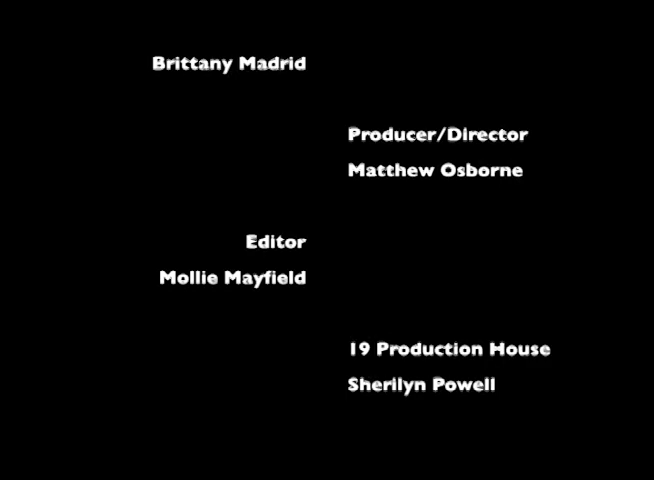 Brittany Madrid
Producer/Director
Matthew Osborne
Editor
Mollie Mayfield
19 Production House
Sherilyn Powell